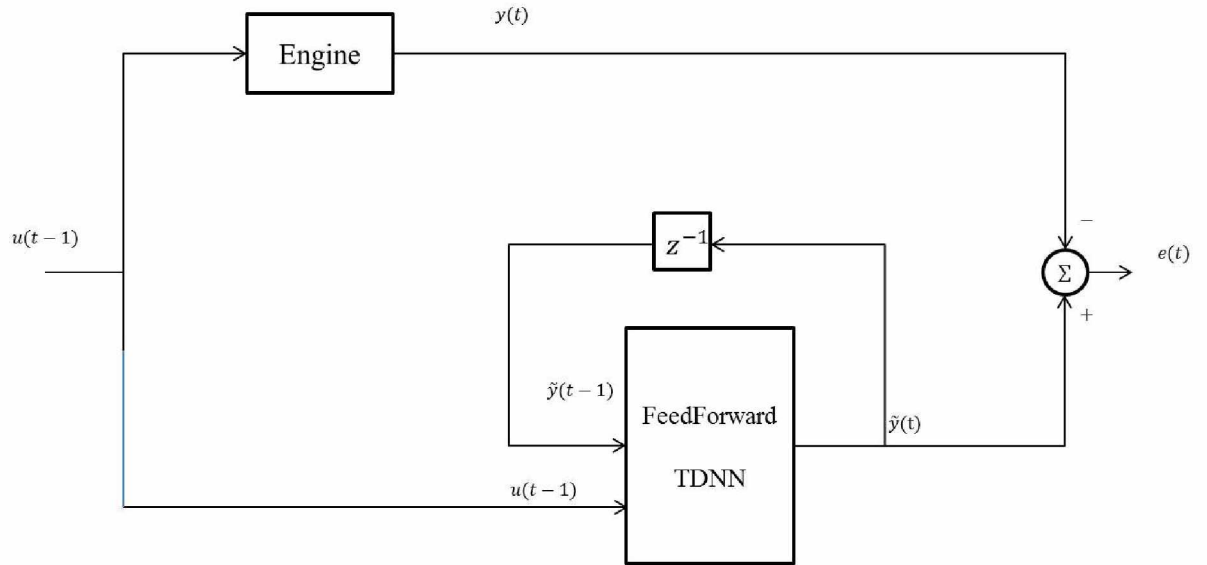 y(t)
Engine
u(t−1)
−
z⁻¹
Σ
e(t)
+
ỹ(t−1)
FeedForward
ỹ(t)
TDNN
u(t−1)